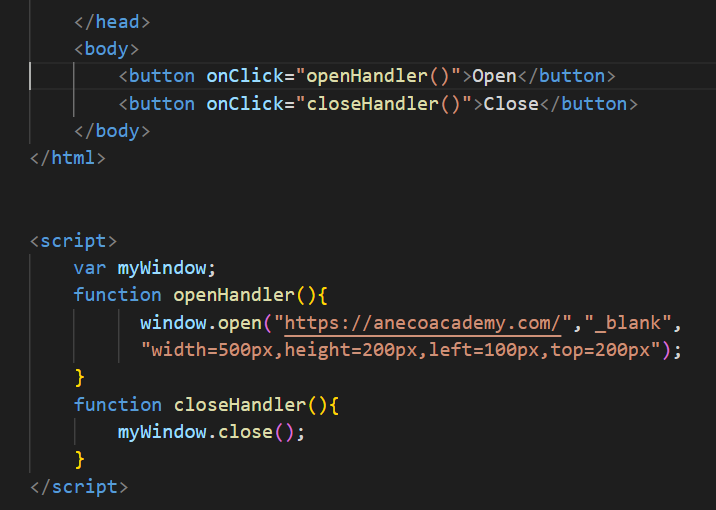 </head>
<body>
<button onClick="openHandler()">Open</button>
<button onClick="closeHandler()">Close</button>
</body>
</html>
<script>
var myWindow;
function openHandler(){
window.open("https://anecoacademy.com/","_blank",
"width=500px,height=200px,left=100px,top=200px");
}
function closeHandler(){
myWindow.close();
}
</script>